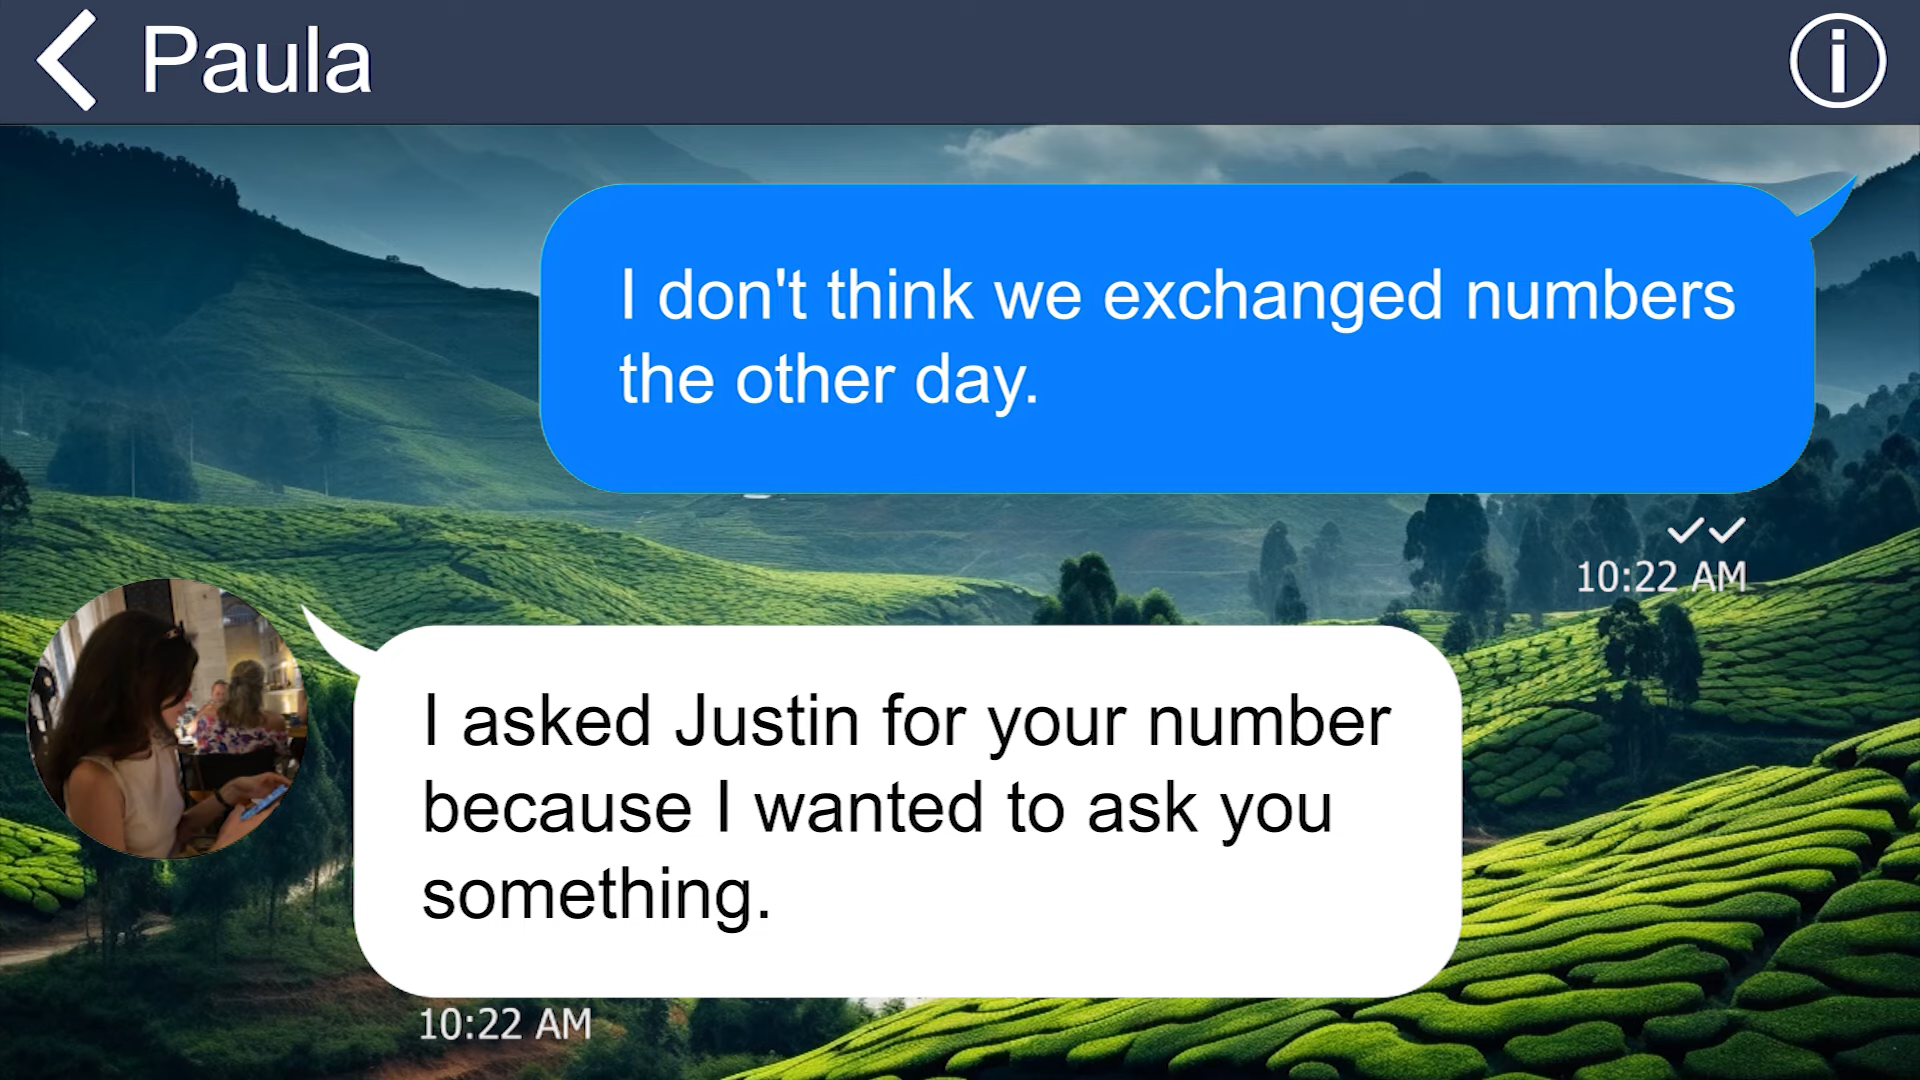 Paula
I don't think we exchanged numbers
the other day.
10:22 AM
I asked Justin for your number
because I wanted to ask you
something.
10:22 AM